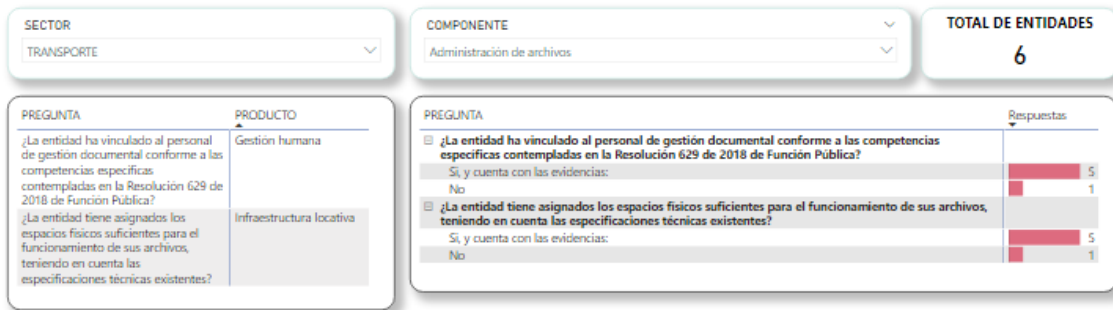 SECTOR
TRANSPORTE
COMPONENTE
Administración de archivos
TOTAL DE ENTIDADES
6
PREGUNTA PRODUCTO
¿La entidad ha vinculado al personal Gestión humana
de gestión documental conforme a las
competencias especificas
contempladas en la Resolución 629 de
2018 de Función Pública?
¿La entidad tiene asignados los Infraestructura locativa
espacios físicos suficientes para el
funcionamiento de sus archivos,
teniendo en cuenta las
especificaciones técnicas existentes?
PREGUNTA Respuestas
¿La entidad ha vinculado al personal de gestión documental conforme a las competencias
especificas contempladas en la Resolución 629 de 2018 de Función Pública?
Si, y cuenta con las evidencias: 5
No 1
¿La entidad tiene asignados los espacios físicos suficientes para el funcionamiento de sus archivos,
teniendo en cuenta las especificaciones técnicas existentes?
Si, y cuenta con las evidencias: 5
No 1